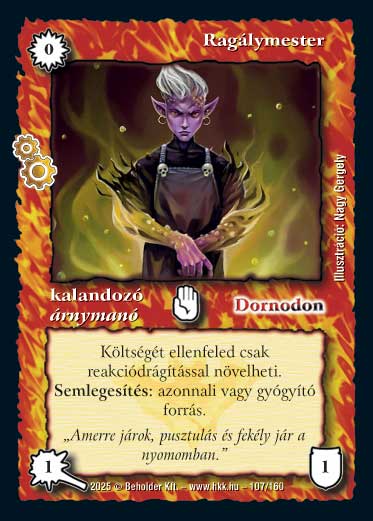 0
Ragálymester
Illusztráció: Nagy Gergely
kalandozó
árnymanó
Dornodon
Költségét ellenfeled csak
reakciódrágítással növelheti.
Semlegesítés: azonnali vagy gyógyító
forrás.
„Amerre járok, pusztulás és fekély jár a
nyomomban.”
1
1
2025 © Beholder Kft. – www.hkk.hu – 107/160